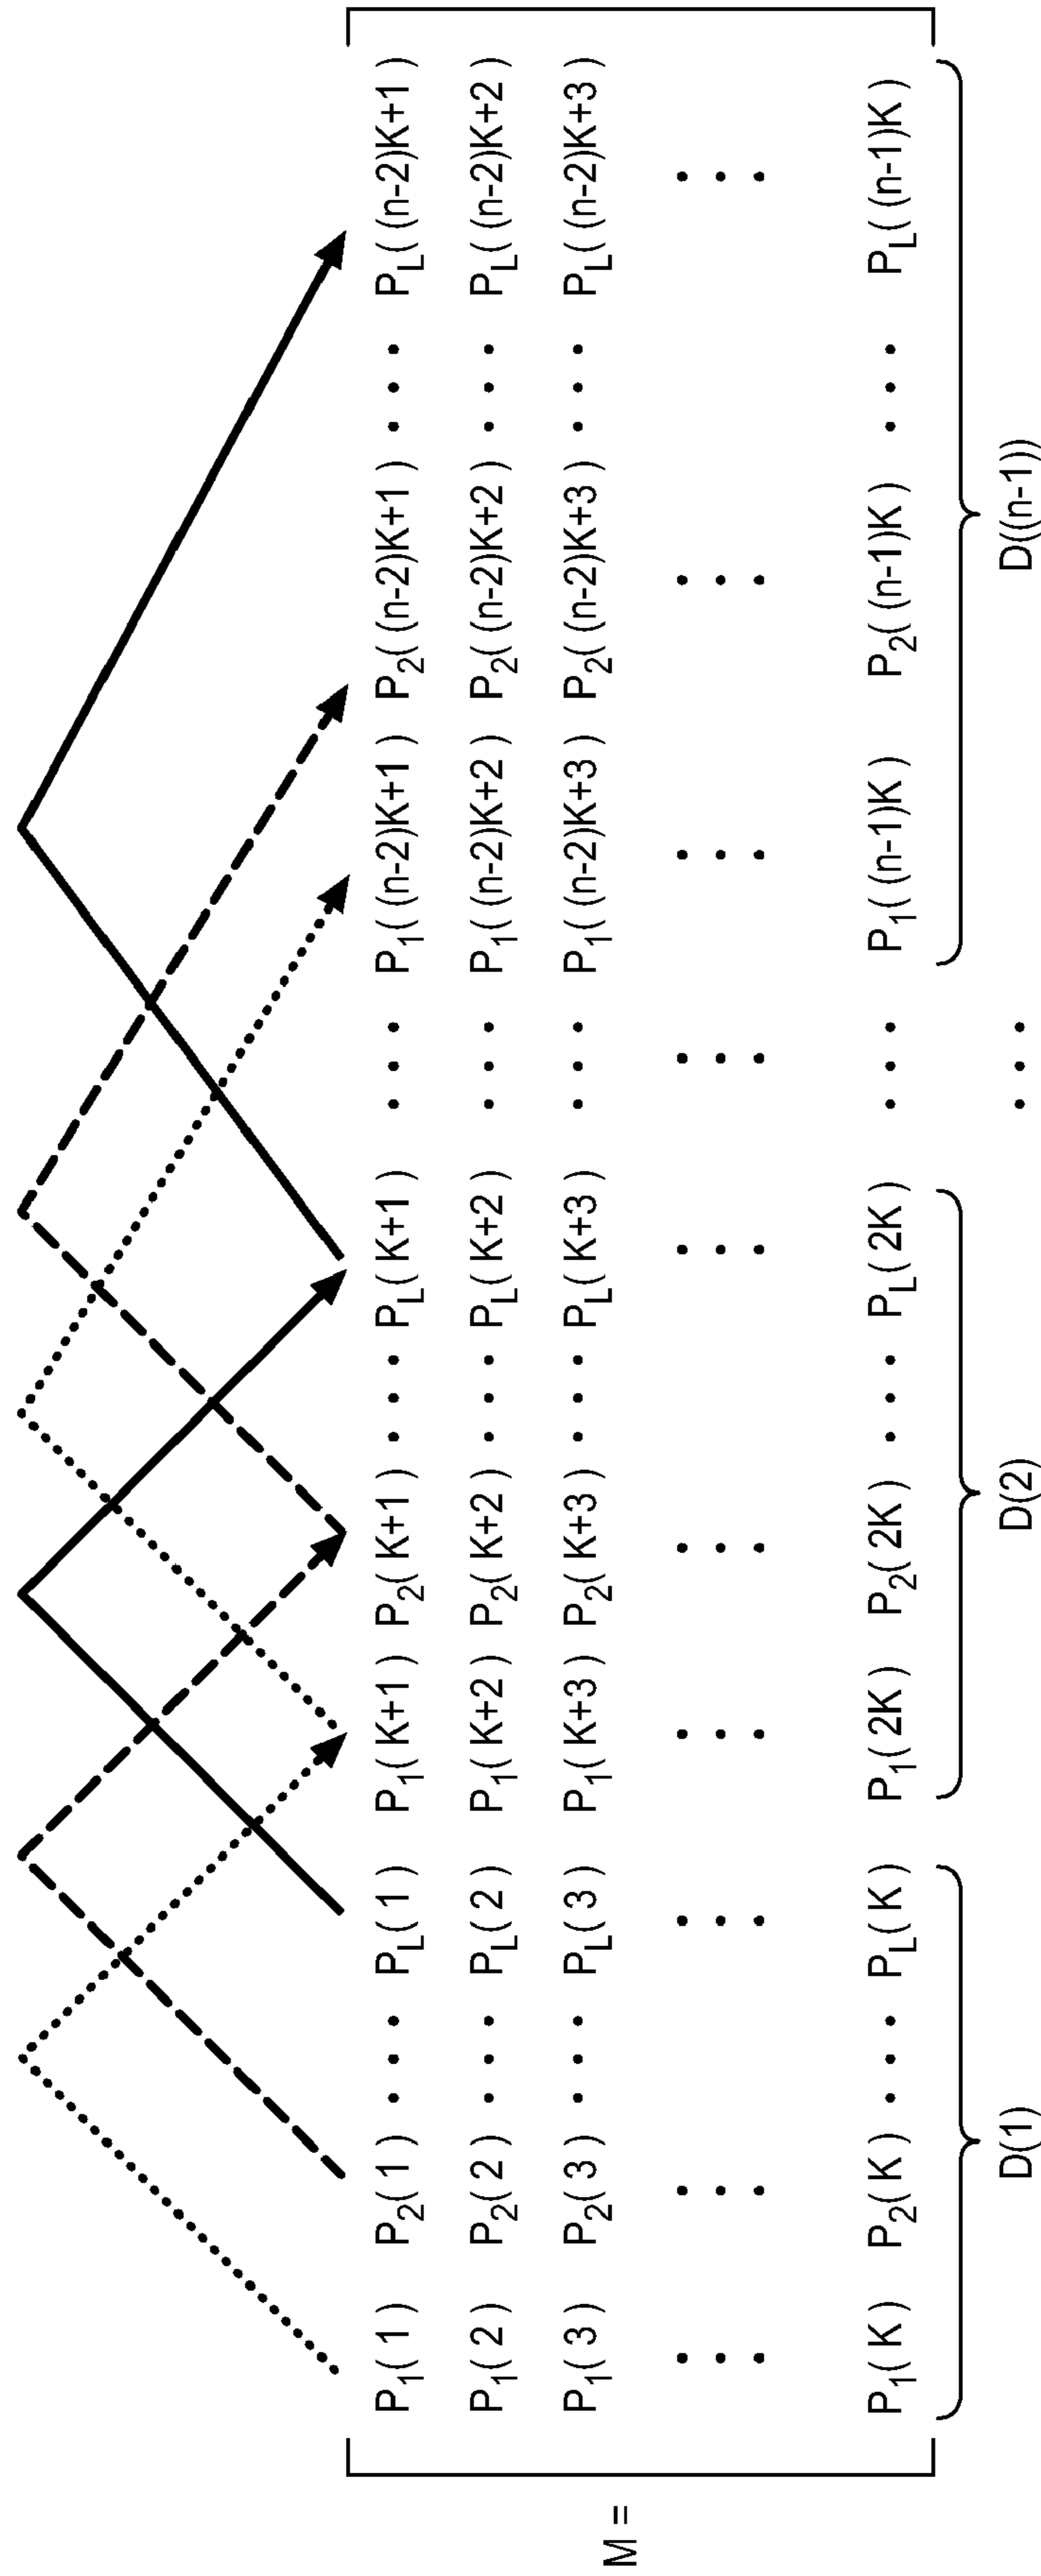 P1( 1 ) P2( 1 ) • • • PL( 1 ) P1( K+1 ) P2( K+1 ) • • • PL( K+1 ) • • • P1( (n-2)K+1 ) P2( (n-2)K+1 ) • • • PL( (n-2)K+1 )
P1( 2 ) P2( 2 ) • • • PL( 2 ) P1( K+2 ) P2( K+2 ) • • • PL( K+2 ) • • • P1( (n-2)K+2 ) P2( (n-2)K+2 ) • • • PL( (n-2)K+2 )
P1( 3 ) P2( 3 ) • • • PL( 3 ) P1( K+3 ) P2( K+3 ) • • • PL( K+3 ) • • • P1( (n-2)K+3 ) P2( (n-2)K+3 ) • • • PL( (n-2)K+3 )
M =
P1( K ) P2( K ) • • • PL( K ) P1( 2K ) P2( 2K ) • • • PL( 2K ) • • • P1( (n-1)K ) P2( (n-1)K ) • • • PL( (n-1)K )
D(1) D(2) • • • D((n-1))